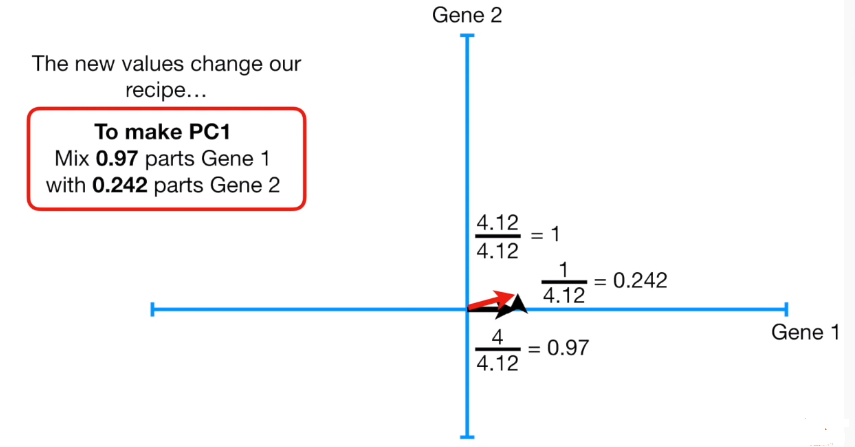 Gene 2
The new values change our
recipe...
To make PC1
Mix 0.97 parts Gene 1
with 0.242 parts Gene 2
4.12
4.12
= 1
1
4.12
= 0.242
Gene 1
4
4.12
= 0.97